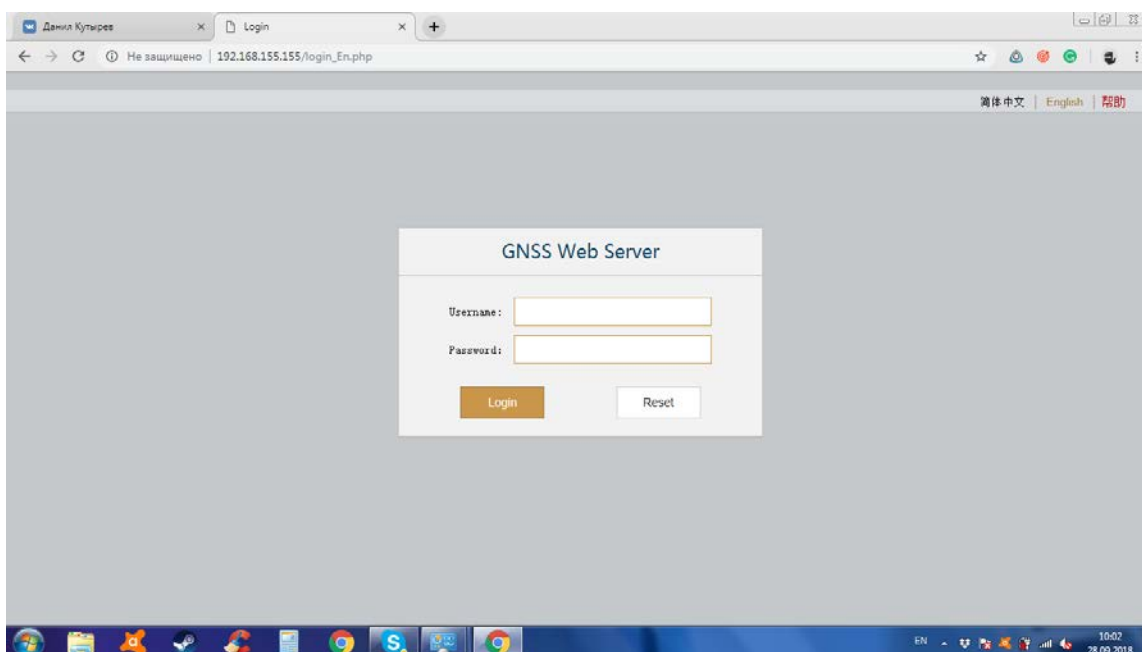 Данил Кутырев
Login
Не защищено | 192.168.155.155/login_En.php
简体中文 | English | 帮助
GNSS Web Server
Username:
Password:
Login Reset
EN
10:02
28.09.2018